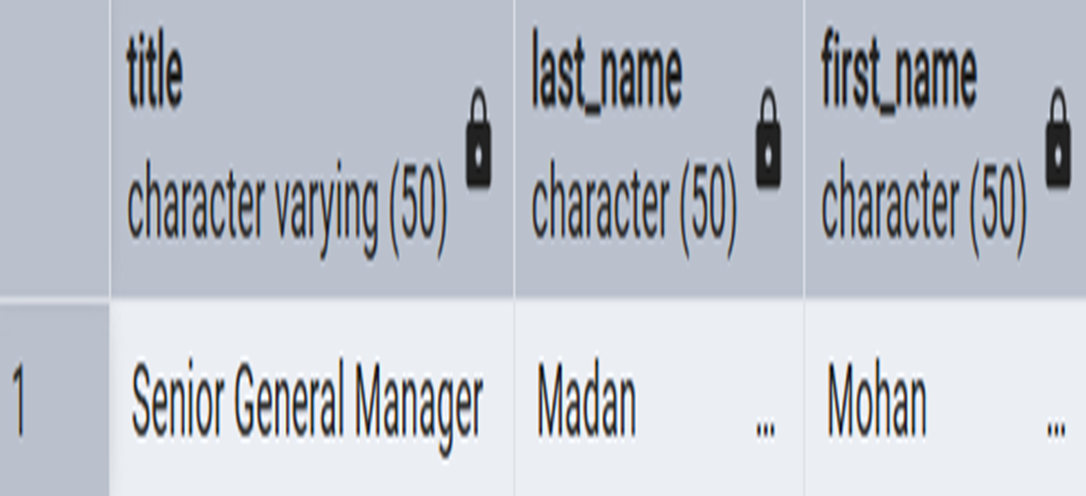 title last_name first_name
character varying (50) character (50) character (50)
1 Senior General Manager Madan ... Mohan ...